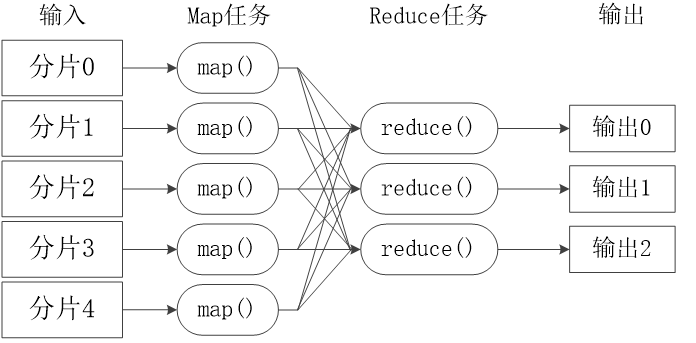 输入 Map任务 Reduce任务 输出
分片0 map()
分片1 map() reduce() 输出0
分片2 map() reduce() 输出1
分片3 map() reduce() 输出2
分片4 map()